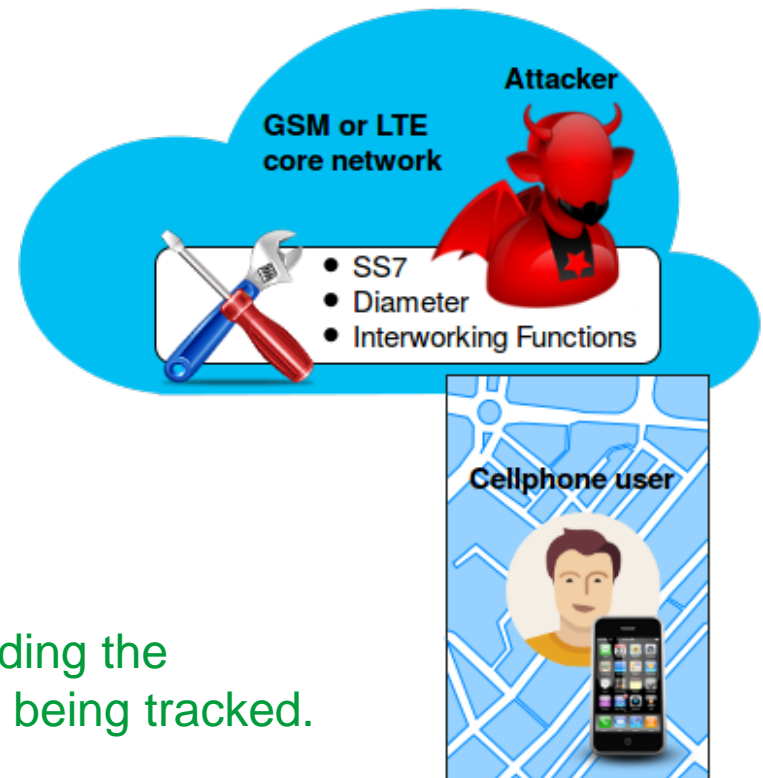 Attacker
GSM or LTE
core network
• SS7
• Diameter
• Interworking Functions
Cellphone user
ding the
being tracked.